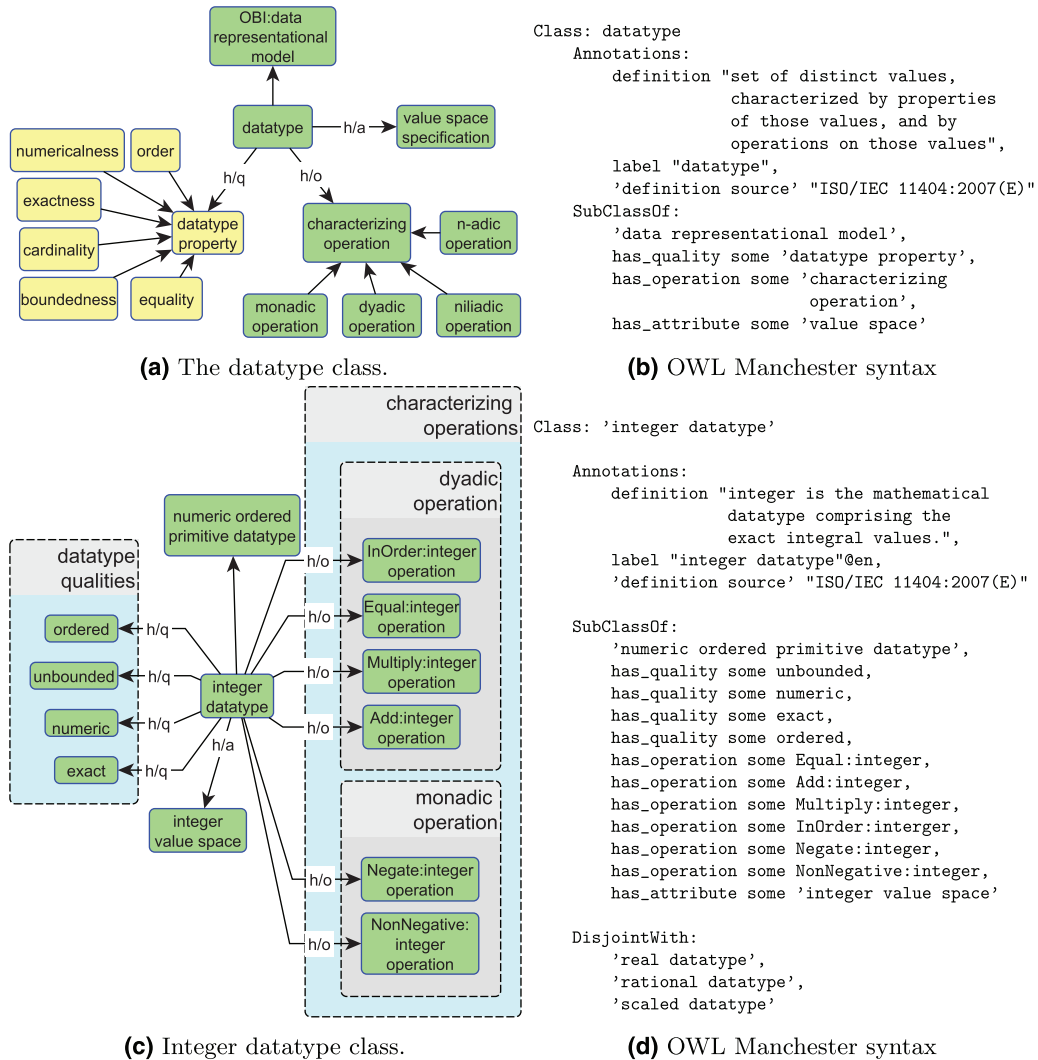 OBI:data
representational
model
datatype
h/a
value space
specification
numericalness
order
h/q
h/o
exactness
datatype
property
characterizing
operation
n-adic
operation
cardinality
boundedness
equality
monadic
operation
dyadic
operation
niliadic
operation
(a) The datatype class.
Class: datatype
Annotations:
definition "set of distinct values,
characterized by properties
of those values, and by
operations on those values",
label "datatype",
’definition source’ "ISO/IEC 11404:2007(E)"
SubClassOf:
’data representational model’,
has_quality some ’datatype property’,
has_operation some ’characterizing
operation’,
has_attribute some ’value space’
(b) OWL Manchester syntax
characterizing
operations
dyadic
operation
numeric ordered
primitive datatype
datatype
qualities
h/o
InOrder:integer
operation
h/o
Equal:integer
operation
ordered
h/q
unbounded
h/q
h/o
Multiply:integer
operation
integer
datatype
numeric
h/q
h/o
Add:integer
operation
h/a
exact
h/q
integer
value space
monadic
operation
h/o
Negate:integer
operation
h/o
NonNegative:
integer
operation
(c) Integer datatype class.
Class: ’integer datatype’
Annotations:
definition "integer is the mathematical
datatype comprising the
exact integral values.",
label "integer datatype"@en,
’definition source’ "ISO/IEC 11404:2007(E)"
SubClassOf:
’numeric ordered primitive datatype’,
has_quality some unbounded,
has_quality some numeric,
has_quality some exact,
has_quality some ordered,
has_operation some Equal:integer,
has_operation some Add:integer,
has_operation some Multiply:integer,
has_operation some InOrder:interger,
has_operation some Negate:integer,
has_operation some NonNegative:integer,
has_attribute some ’integer value space’
DisjointWith:
’real datatype’,
’rational datatype’,
’scaled datatype’
(d) OWL Manchester syntax